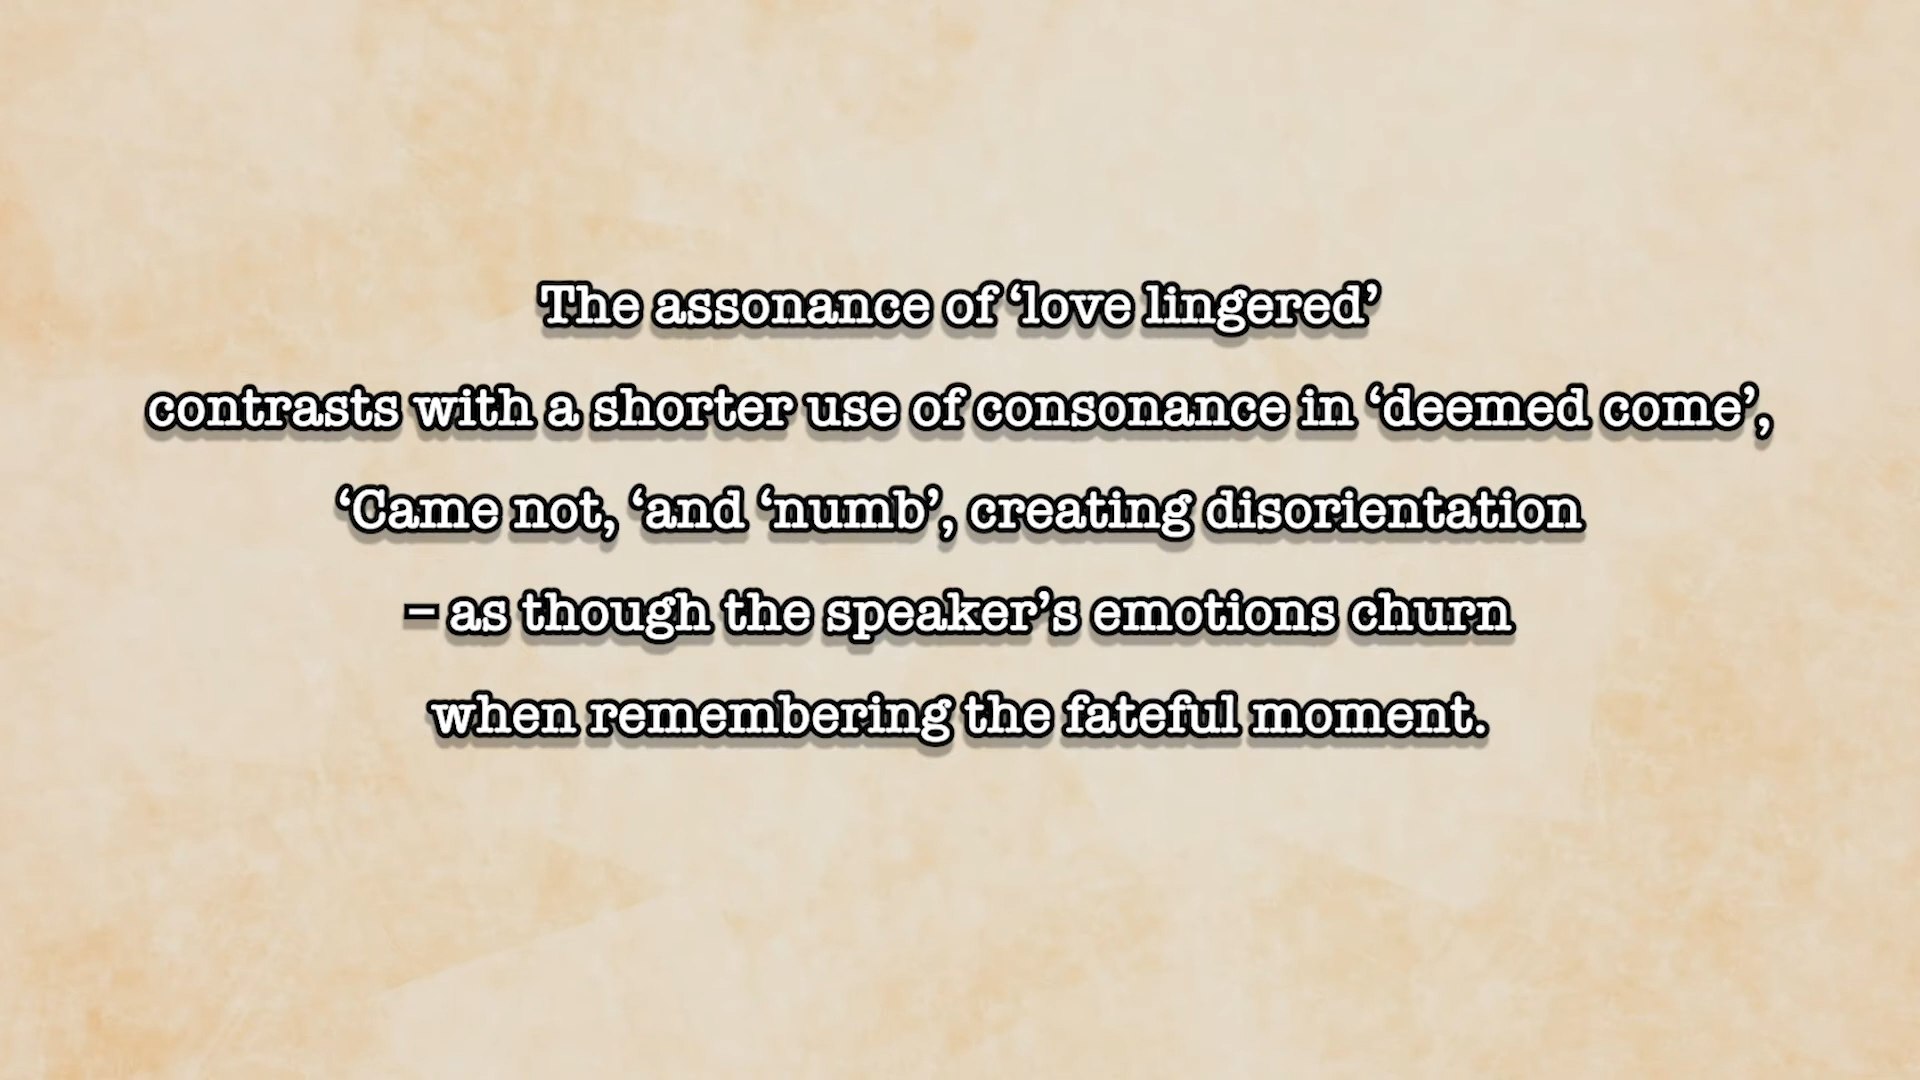 The assonance of ‘love lingered’
contrasts with a shorter use of consonance in ‘deemed come’,
‘Came not, ‘and ‘numb’, creating disorientation
– as though the speaker’s emotions churn
when remembering the fateful moment.